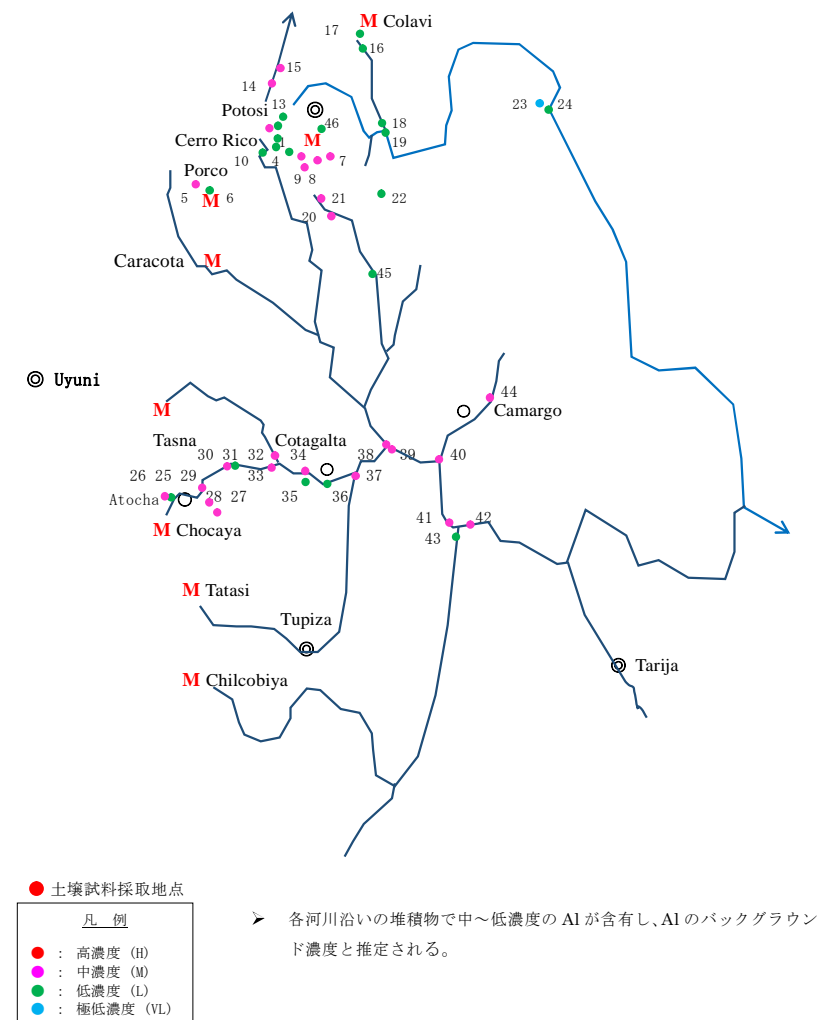 17 M Colavi
16
15
14
Potosi 13
46
18
23 24
Cerro Rico 1 M
19
10 4 7
9 8
Porco
5 M 6
21
22
20
Caracota M
45
◎ Uyuni
M
44
Camargo
Tasna Cotagalta
30 31 32 34 38 39 40
26 25 29 33 37
Atocha 28 27 35 36
M Chocaya
41 42
43
M Tatasi
Tupiza
Tarija
M Chilcobiya
土壌試料採取地点
凡 例
: 高濃度 (H)
: 中濃度 (M)
: 低濃度 (L)
: 極低濃度 (VL)
➢ 各河川沿いの堆積物で中～低濃度の Al が含有し、Al のバックグラウン
ド濃度と推定される。